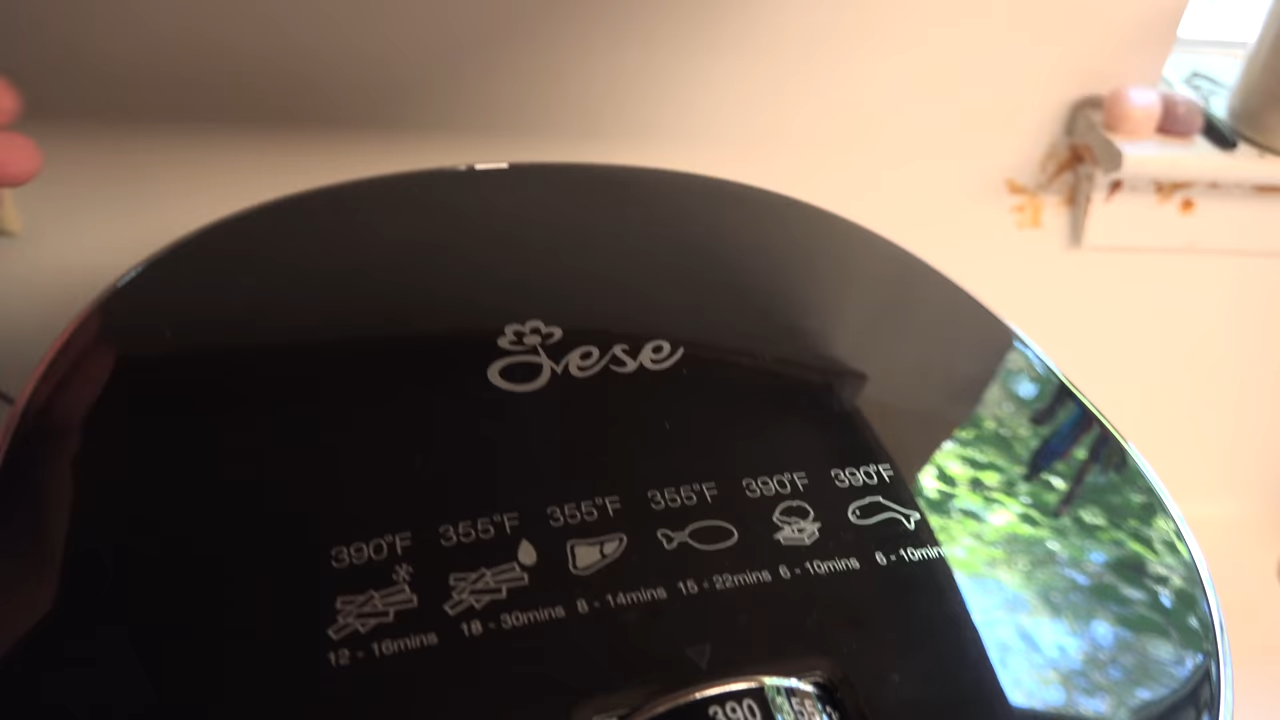 Jese
390°F 355°F 355°F 355°F 390°F 390°F
12 - 16mins 18 - 30mins 8 - 14mins 15 - 22mins 6 - 10mins 6 - 10mins
390